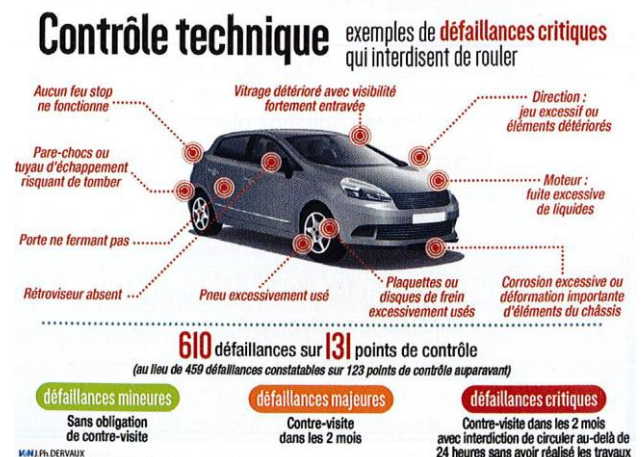 Contrôle technique
exemples de défaillances critiques
qui interdisent de rouler
Aucun feu stop
ne fonctionne
Vitrage détérioré avec visibilité
fortement entravée
Direction :
jeu excessif ou
éléments détériorés
Pare-chocs ou
tuyau d'échappement
risquant de tomber
Moteur :
fuite excessive
de liquides
Porte ne fermant pas
Rétroviseur absent
Pneu excessivement usé
Plaquettes ou
disques de frein
excessivement usés
Corrosion excessive ou
déformation importante
d'éléments du châssis
610 défaillances sur 131 points de contrôle
(au lieu de 459 défaillances constatables sur 123 points de contrôle auparavant)
défaillances mineures
Sans obligation
de contre-visite
défaillances majeures
Contre-visite
dans les 2 mois
défaillances critiques
Contre-visite dans les 2 mois
avec interdiction de circuler au-delà de
24 heures sans avoir réalisé les travaux
J.Ph.DERVAUX